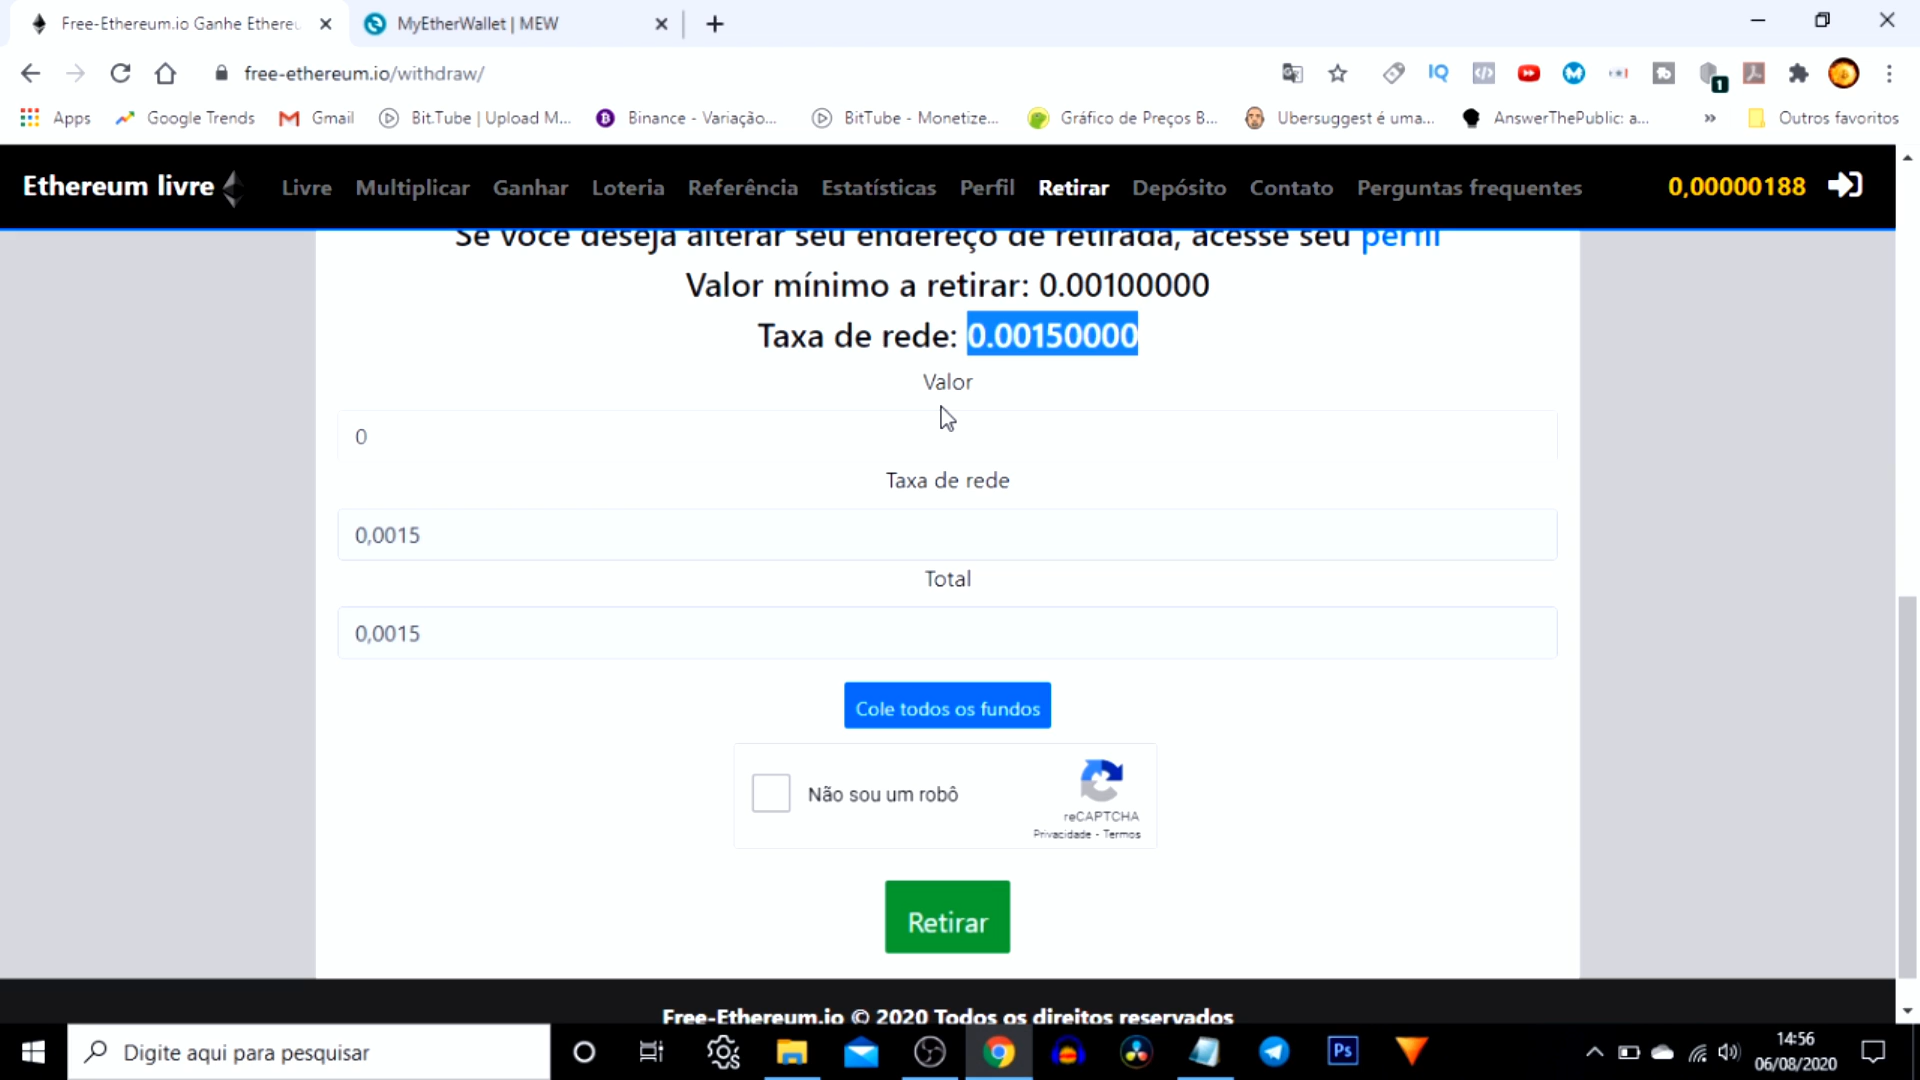 Free-Ethereum.io Ganhe Ethereu
MyEtherWallet | MEW
free-ethereum.io/withdraw/
IQ
1
Apps
Google Trends
Gmail
Bit.Tube | Upload M...
Binance - Variação...
BitTube - Monetize...
Gráfico de Preços B...
Ubersuggest é uma...
AnswerThePublic: a...
»
Outros favoritos
Ethereum livre
Livre
Multiplicar
Ganhar
Loteria
Referência
Estatísticas
Perfil
Retirar
Depósito
Contato
Perguntas frequentes
0,00000188
Se você deseja alterar seu endereço de retirada, acesse seu perfil
Valor mínimo a retirar: 0.00100000
Taxa de rede: 0.00150000
Valor
0
Taxa de rede
0,0015
Total
0,0015
Cole todos os fundos
Não sou um robô
reCAPTCHA
Privacidade - Termos
Retirar
Free-Ethereum.io © 2020 Todos os direitos reservados
Digite aqui para pesquisar
Ps
14:56
06/08/2020